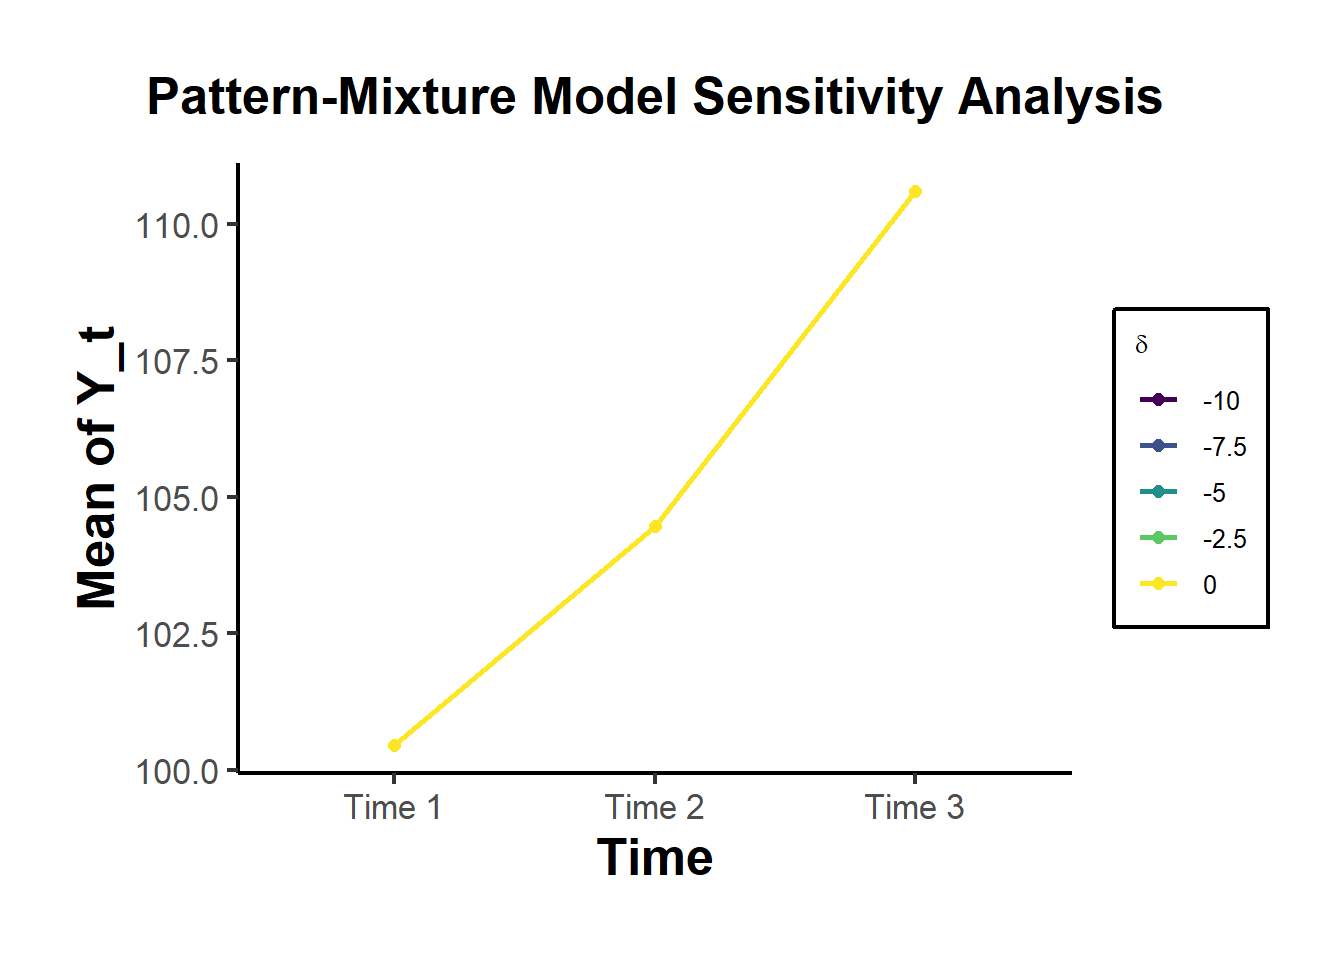 Pattern-Mixture Model Sensitivity Analysis
Mean of Y_t
110.0
107.5
105.0
102.5
100.0
Time 1
Time 2
Time 3
Time
δ
-10
-7.5
-5
-2.5
0